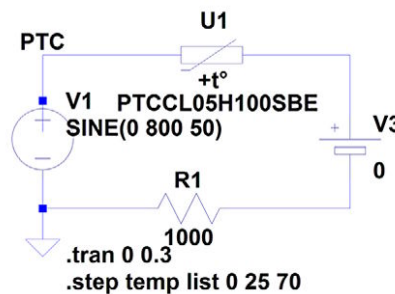 U1
PTC
+t°
V1
PTCCL05H100SBE
V3
SINE(0 800 50)
0
R1
1000
.tran 0 0.3
.step temp list 0 25 70